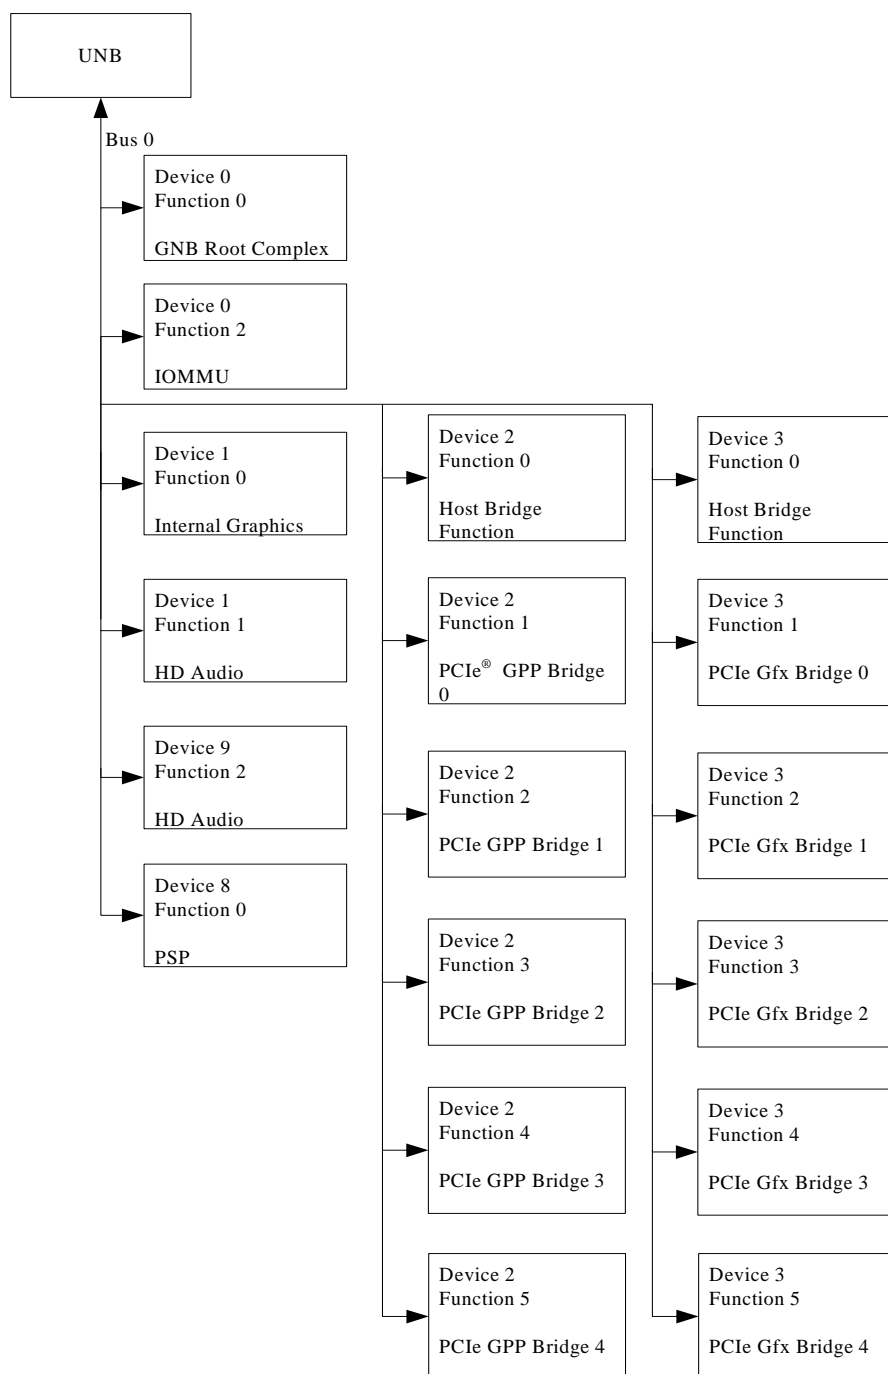 UNB
Bus 0
Device 0
Function 0
GNB Root Complex
Device 0
Function 2
IOMMU
Device 1
Function 0
Internal Graphics
Device 1
Function 1
HD Audio
Device 9
Function 2
HD Audio
Device 8
Function 0
PSP
Device 2
Function 0
Host Bridge
Function
Device 2
Function 1
PCIe® GPP Bridge
0
Device 2
Function 2
PCIe GPP Bridge 1
Device 2
Function 3
PCIe GPP Bridge 2
Device 2
Function 4
PCIe GPP Bridge 3
Device 2
Function 5
PCIe GPP Bridge 4
Device 3
Function 0
Host Bridge
Function
Device 3
Function 1
PCIe Gfx Bridge 0
Device 3
Function 2
PCIe Gfx Bridge 1
Device 3
Function 3
PCIe Gfx Bridge 2
Device 3
Function 4
PCIe Gfx Bridge 3
Device 3
Function 5
PCIe Gfx Bridge 4